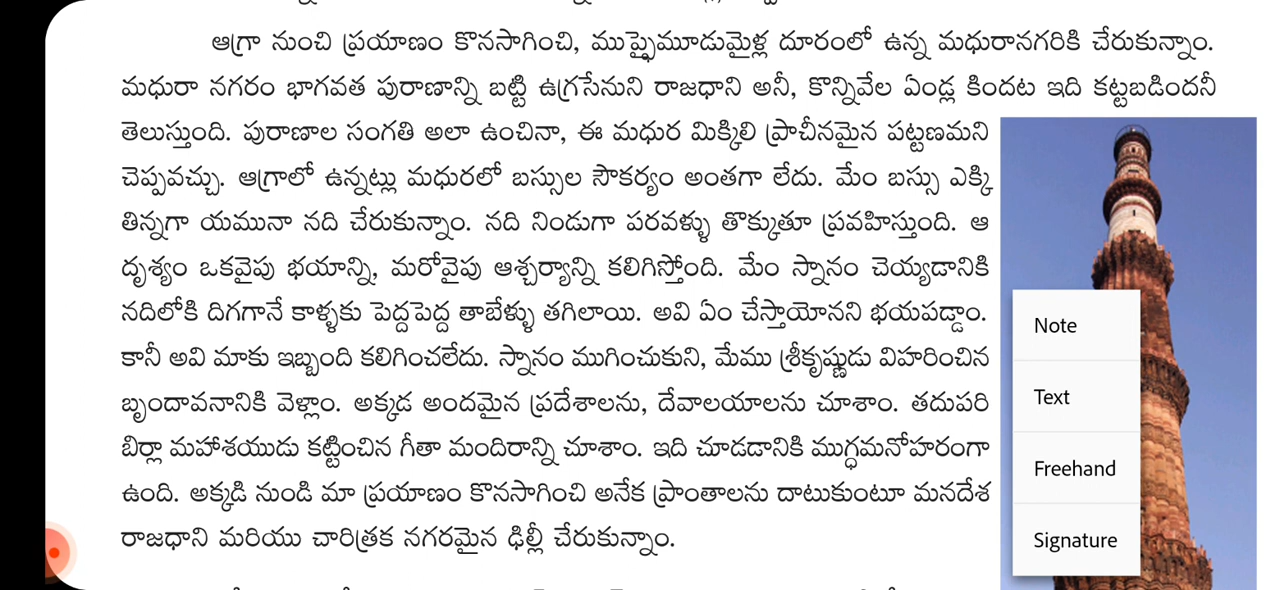 ఆగ్రా నుంచి ప్రయాణం కొనసాగించి, ముప్ఫైమూడుమైళ్ల దూరంలో ఉన్న మధురానగరికి చేరుకున్నాం.
మధురా నగరం భాగవత పురాణాన్ని బట్టి ఉగ్రసేనుని రాజధాని అనీ, కొన్నివేల ఏండ్ల కిందట ఇది కట్టబడిందనీ
తెలుస్తుంది. పురాణాల సంగతి అలా ఉంచినా, ఈ మధుర మిక్కిలి ప్రాచీనమైన పట్టణమని
చెప్పవచ్చు. ఆగ్రాలో ఉన్నట్లు మధురలో బస్సుల సౌకర్యం అంతగా లేదు. మేం బస్సు ఎక్కి
తిన్నగా యమునా నది చేరుకున్నాం. నది నిండుగా పరవళ్ళు తొక్కుతూ ప్రవహిస్తుంది. ఆ
దృశ్యం ఒకవైపు భయాన్ని, మరోవైపు ఆశ్చర్యాన్ని కలిగిస్తోంది. మేం స్నానం చెయ్యడానికి
నదిలోకి దిగగానే కాళ్ళకు పెద్దపెద్ద తాబేళ్ళు తగిలాయి. అవి ఏం చేస్తాయోనని భయపడ్డాం.
కానీ అవి మాకు ఇబ్బంది కలిగించలేదు. స్నానం ముగించుకుని, మేము శ్రీకృష్ణుడు విహరించిన
బృందావనానికి వెళ్లాం. అక్కడ అందమైన ప్రదేశాలను, దేవాలయాలను చూశాం. తదుపరి
బిర్లా మహాశయుడు కట్టించిన గీతా మందిరాన్ని చూశాం. ఇది చూడడానికి ముగ్ధమనోహరంగా
ఉంది. అక్కడి నుండి మా ప్రయాణం కొనసాగించి అనేక ప్రాంతాలను దాటుకుంటూ మనదేశ
రాజధాని మరియు చారిత్రక నగరమైన ఢిల్లీ చేరుకున్నాం.
Note
Text
Freehand
Signature